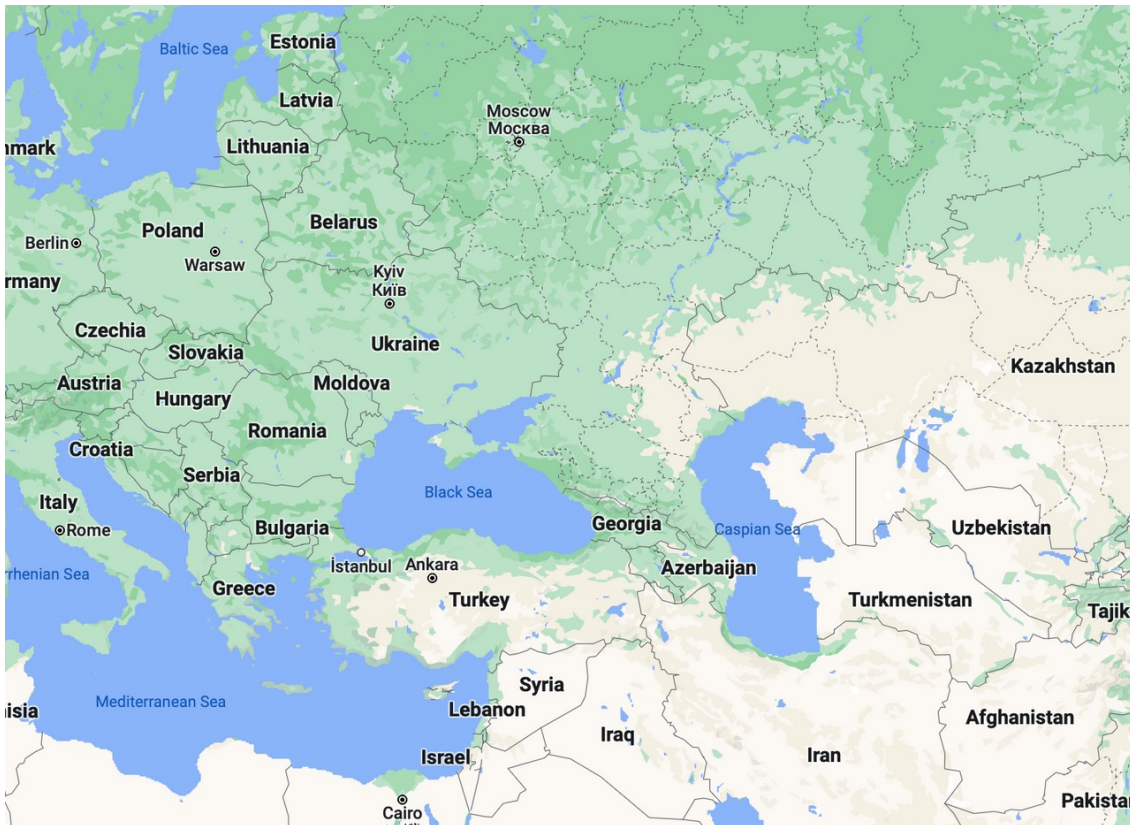 Baltic Sea
Estonia
Latvia
Moscow
Москва
nmark
Lithuania
Belarus
Poland
Berlin
Warsaw
rmany
Kyiv
Київ
Czechia
Ukraine
Slovakia
Kazakhstan
Austria
Moldova
Hungary
Romania
Croatia
Serbia
Black Sea
Italy
Rome
Bulgaria
Georgia
Caspian Sea
Uzbekistan
İstanbul
Ankara
Azerbaijan
rrhenian Sea
Greece
Turkey
Turkmenistan
Tajik
Syria
Mediterranean Sea
Lebanon
isia
Afghanistan
Iraq
Israel
Iran
Pakista
Cairo